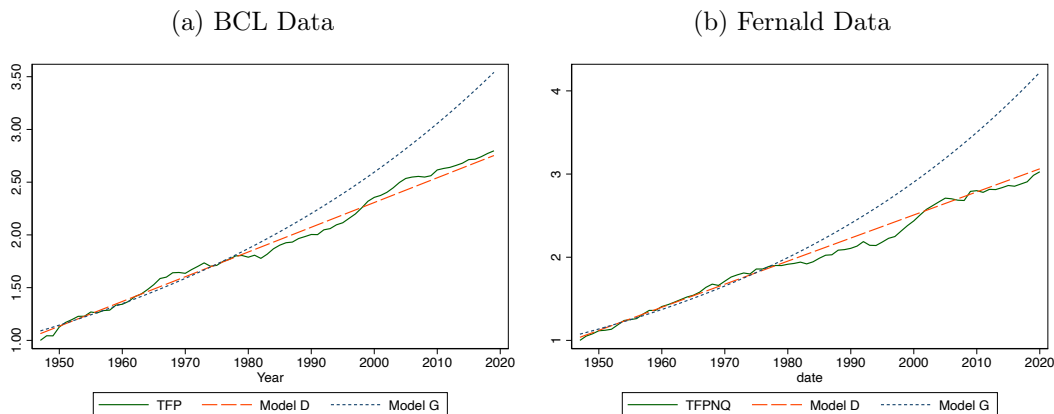 (a) BCL Data
3.50
3.00
2.50
2.00
1.50
1.00
1950 1960 1970 1980 1990 2000 2010 2020
Year
TFP Model D Model G
(b) Fernald Data
4
3
2
1
1950 1960 1970 1980 1990 2000 2010 2020
date
TFPNQ Model D Model G